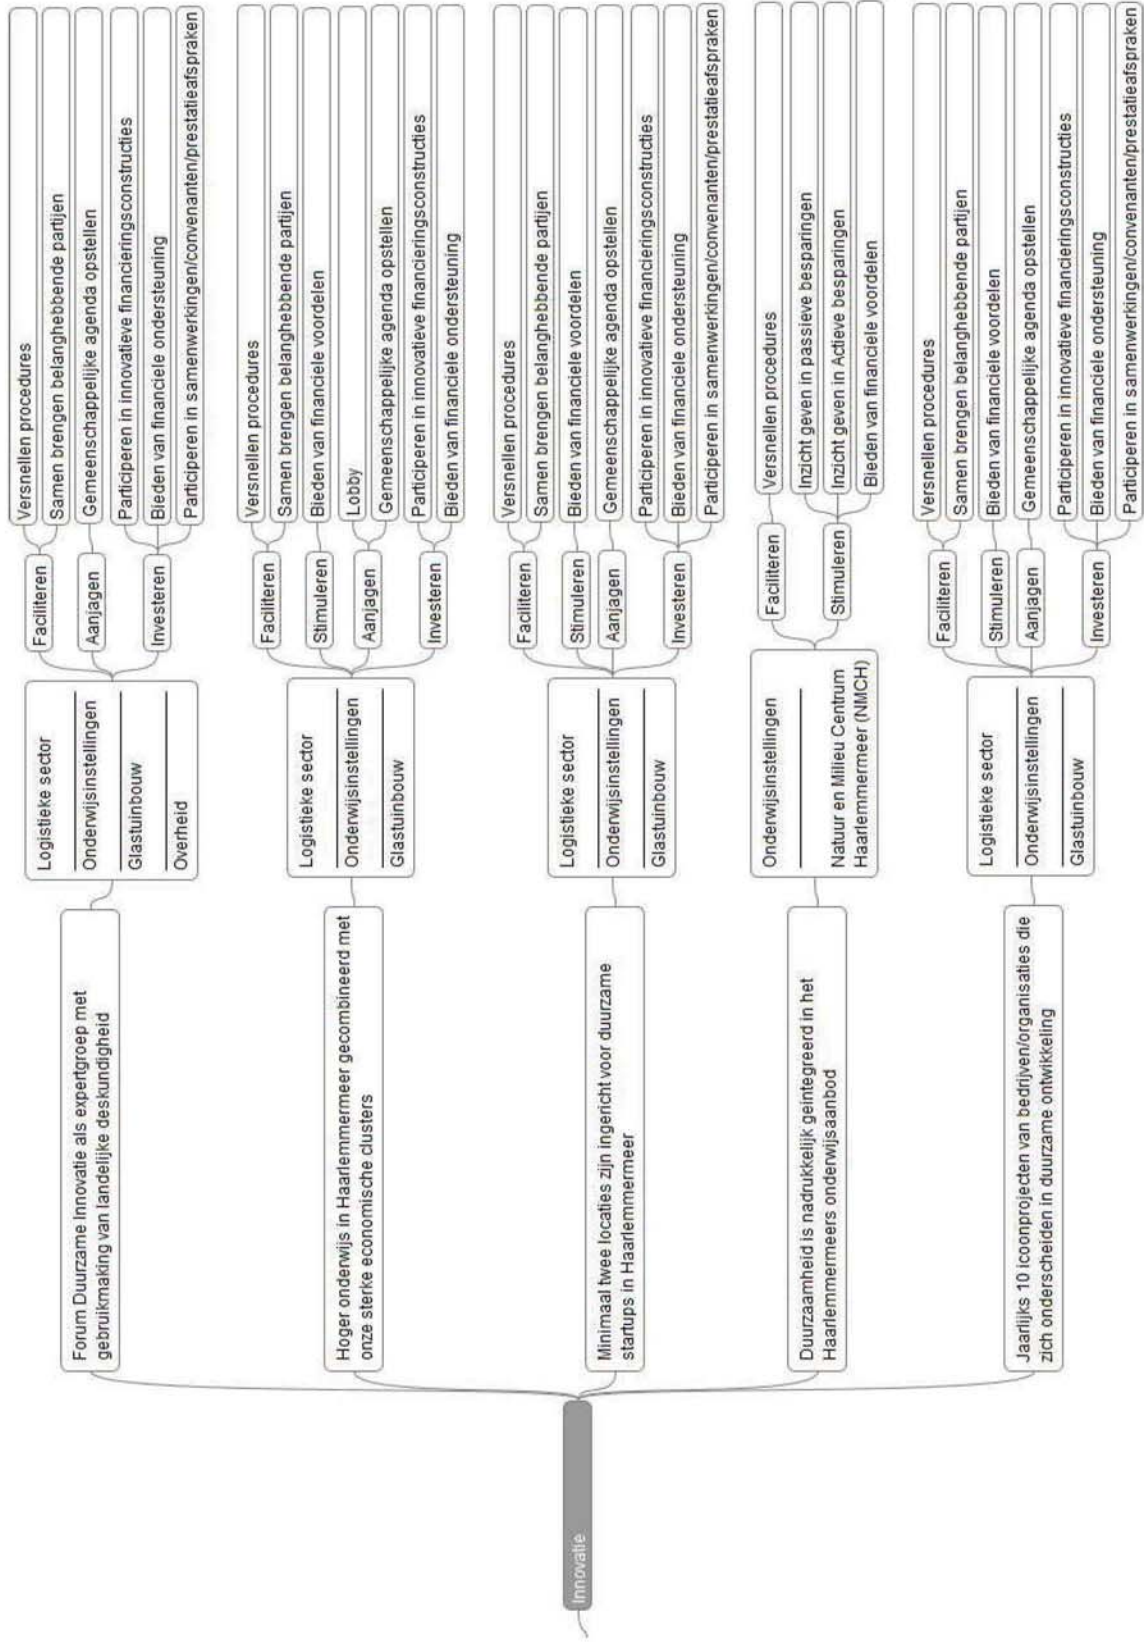 Innovatie
Forum Duurzame Innovatie als expertgroep met
gebruikmaking van landelijke deskundigheid
Logistieke sector
Onderwijsinstellingen
Glastuinbouw
Overheid
Faciliteren
Versnellen procedures
Samen brengen belanghebbende partijen
Aanjagen
Gemeenschappelijke agenda opstellen
Investeren
Participeren in innovatieve financieringsconstructies
Bieden van financiele ondersteuning
Participeren in samenwerkingen/convenanten/prestatieafspraken
Hoger onderwijs in Haarlemmermeer gecombineerd met
onze sterke economische clusters
Logistieke sector
Onderwijsinstellingen
Glastuinbouw
Faciliteren
Versnellen procedures
Samen brengen belanghebbende partijen
Stimuleren
Bieden van financiele voordelen
Aanjagen
Lobby
Gemeenschappelijke agenda opstellen
Investeren
Participeren in innovatieve financieringsconstructies
Bieden van financiele ondersteuning
Minimaal twee locaties zijn ingericht voor duurzame
startups in Haarlemmermeer
Logistieke sector
Onderwijsinstellingen
Glastuinbouw
Faciliteren
Versnellen procedures
Samen brengen belanghebbende partijen
Stimuleren
Bieden van financiele voordelen
Aanjagen
Gemeenschappelijke agenda opstellen
Investeren
Participeren in innovatieve financieringsconstructies
Bieden van financiele ondersteuning
Participeren in samenwerkingen/convenanten/prestatieafspraken
Duurzaamheid is nadrukkelijk geintegreerd in het
Haarlemmermeers onderwijsaanbod
Onderwijsinstellingen
Natuur en Milieu Centrum
Haarlemmermeer (NMCH)
Faciliteren
Versnellen procedures
Stimuleren
Inzicht geven in passieve besparingen
Inzicht geven in Actieve besparingen
Bieden van financiele voordelen
Jaarlijks 10 icoonprojecten van bedrijven/organisaties die
zich onderscheiden in duurzame ontwikkeling
Logistieke sector
Onderwijsinstellingen
Glastuinbouw
Faciliteren
Versnellen procedures
Samen brengen belanghebbende partijen
Stimuleren
Bieden van financiele voordelen
Aanjagen
Gemeenschappelijke agenda opstellen
Investeren
Participeren in innovatieve financieringsconstructies
Bieden van financiele ondersteuning
Participeren in samenwerkingen/convenanten/prestatieafspraken